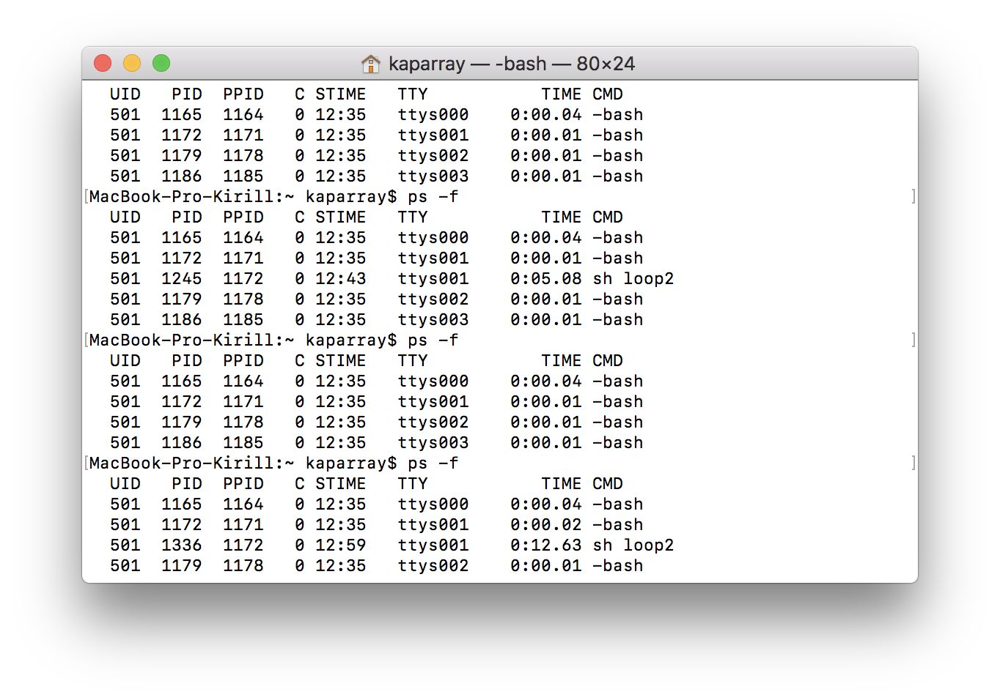 kaparray — -bash — 80×24
  UID   PID  PPID   C STIME   TTY           TIME CMD
  501  1165  1164   0 12:35   ttys000    0:00.04 -bash
  501  1172  1171   0 12:35   ttys001    0:00.01 -bash
  501  1179  1178   0 12:35   ttys002    0:00.01 -bash
  501  1186  1185   0 12:35   ttys003    0:00.01 -bash
[MacBook-Pro-Kirill:~ kaparray$ ps -f                                            ]
  UID   PID  PPID   C STIME   TTY           TIME CMD
  501  1165  1164   0 12:35   ttys000    0:00.04 -bash
  501  1172  1171   0 12:35   ttys001    0:00.01 -bash
  501  1245  1172   0 12:43   ttys001    0:05.08 sh loop2
  501  1179  1178   0 12:35   ttys002    0:00.01 -bash
  501  1186  1185   0 12:35   ttys003    0:00.01 -bash
[MacBook-Pro-Kirill:~ kaparray$ ps -f                                            ]
  UID   PID  PPID   C STIME   TTY           TIME CMD
  501  1165  1164   0 12:35   ttys000    0:00.04 -bash
  501  1172  1171   0 12:35   ttys001    0:00.01 -bash
  501  1179  1178   0 12:35   ttys002    0:00.01 -bash
  501  1186  1185   0 12:35   ttys003    0:00.01 -bash
[MacBook-Pro-Kirill:~ kaparray$ ps -f                                            ]
  UID   PID  PPID   C STIME   TTY           TIME CMD
  501  1165  1164   0 12:35   ttys000    0:00.04 -bash
  501  1172  1171   0 12:35   ttys001    0:00.02 -bash
  501  1336  1172   0 12:59   ttys001    0:12.63 sh loop2
  501  1179  1178   0 12:35   ttys002    0:00.01 -bash